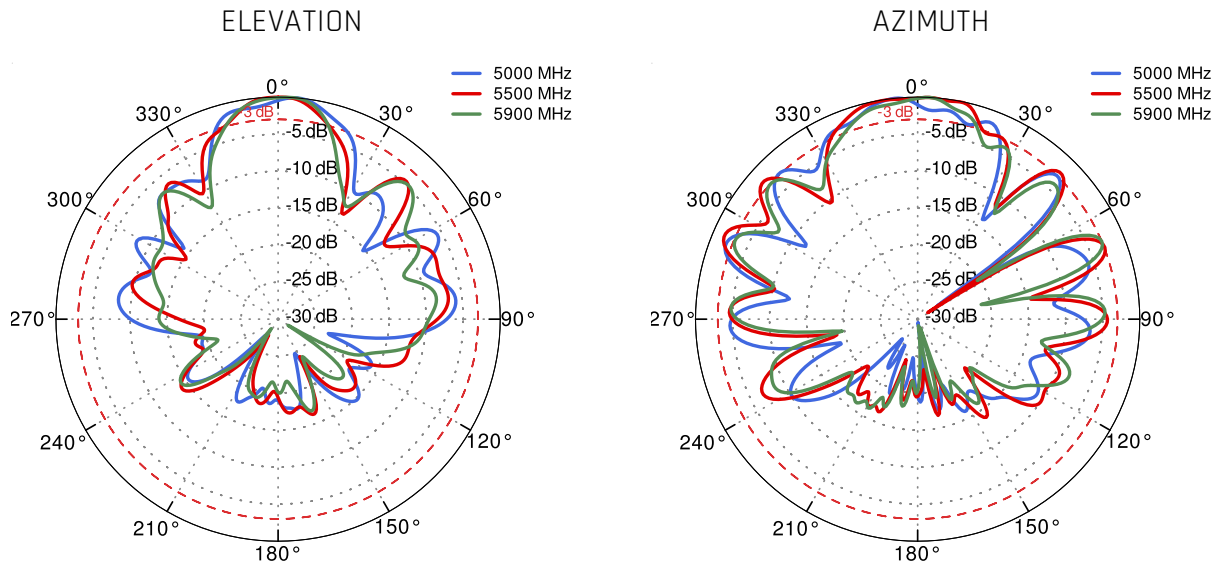 ELEVATION
5000 MHz
5500 MHz
5900 MHz
0°
30°
60°
90°
120°
150°
180°
210°
240°
270°
300°
330°
-3 dB
-5 dB
-10 dB
-15 dB
-20 dB
-25 dB
-30 dB
AZIMUTH
5000 MHz
5500 MHz
5900 MHz
0°
30°
60°
90°
120°
150°
180°
210°
240°
270°
300°
330°
-3 dB
-5 dB
-10 dB
-15 dB
-20 dB
-25 dB
-30 dB